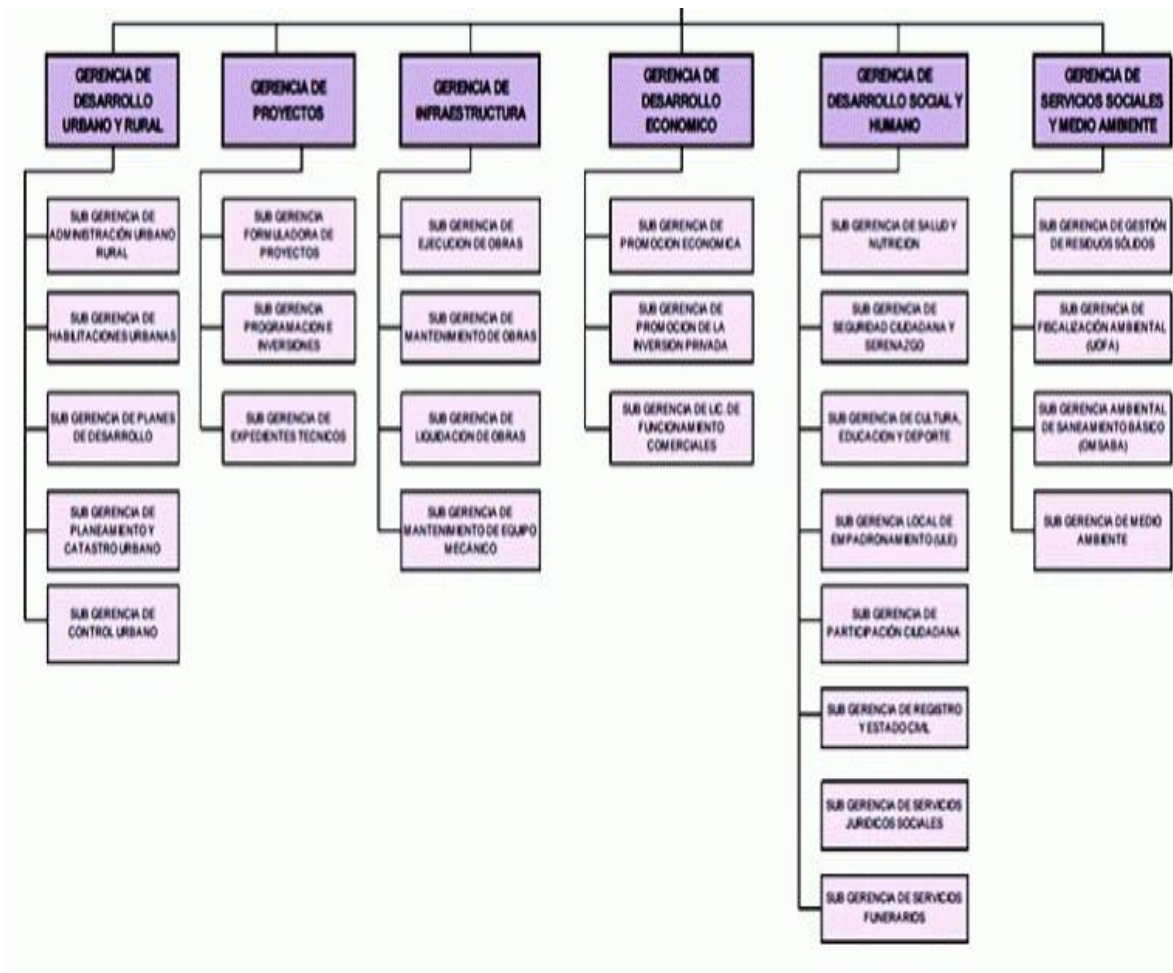 GERENCIA DE
DESARROLLO
URBANO Y RURAL
SUB GERENCIA DE
ADMINISTRACIÓN URBANO
RURAL
SUB GERENCIA DE
HABILITACIONES URBANAS
SUB GERENCIA DE PLANES
DE DESARROLLO
SUB GERENCIA DE
PLANEAMIENTO Y
CATASTRO URBANO
SUB GERENCIA DE
CONTROL URBANO
GERENCIA DE
PROYECTOS
SUB GERENCIA
FORMULADORA DE
PROYECTOS
SUB GERENCIA
PROGRAMACION E
INVERSIONES
SUB GERENCIA DE
EXPEDIENTES TECNICOS
GERENCIA DE
INFRAESTRUCTURA
SUB GERENCIA DE
EJECUCION DE OBRAS
SUB GERENCIA DE
MANTENIMIENTO DE OBRAS
SUB GERENCIA DE
LIQUIDACIÓN DE OBRAS
SUB GERENCIA DE
MANTENIMIENTO DE EQUIPO
MECÁNICO
GERENCIA DE
DESARROLLO
ECONOMICO
SUB GERENCIA DE
PROMOCION ECONOMICA
SUB GERENCIA DE
PROMOCION DE LA
INVERSION PRIVADA
SUB GERENCIA DE LIC. DE
FUNCIONAMIENTO
COMERCIALES
GERENCIA DE
DESARROLLO SOCIAL Y
HUMANO
SUB GERENCIA DE SALUD Y
NUTRICION
SUB GERENCIA DE
SEGURIDAD CIUDADANA Y
SERENAZGO
SUB GERENCIA DE CULTURA,
EDUCACION Y DEPORTE
SUB GERENCIA LOCAL DE
EMPADRONAMIENTO (ULE)
SUB GERENCIA DE
PARTICIPACIÓN CIUDADANA
SUB GERENCIA DE REGISTRO
Y ESTADO CIVIL
SUB GERENCIA DE SERVICIOS
JURIDICOS SOCIALES
SUB GERENCIA DE SERVICIOS
FUNERARIOS
GERENCIA DE
SERVICIOS SOCIALES
Y MEDIO AMBIENTE
SUB GERENCIA DE GESTIÓN
DE RESIDUOS SÓLIDOS
SUB GERENCIA DE
FISCALIZACIÓN AMBIENTAL
(UOFA)
SUB GERENCIA AMBIENTAL
DE SANEAMIENTO BÁSICO
(OMSABA)
SUB GERENCIA DE MEDIO
AMBIENTE